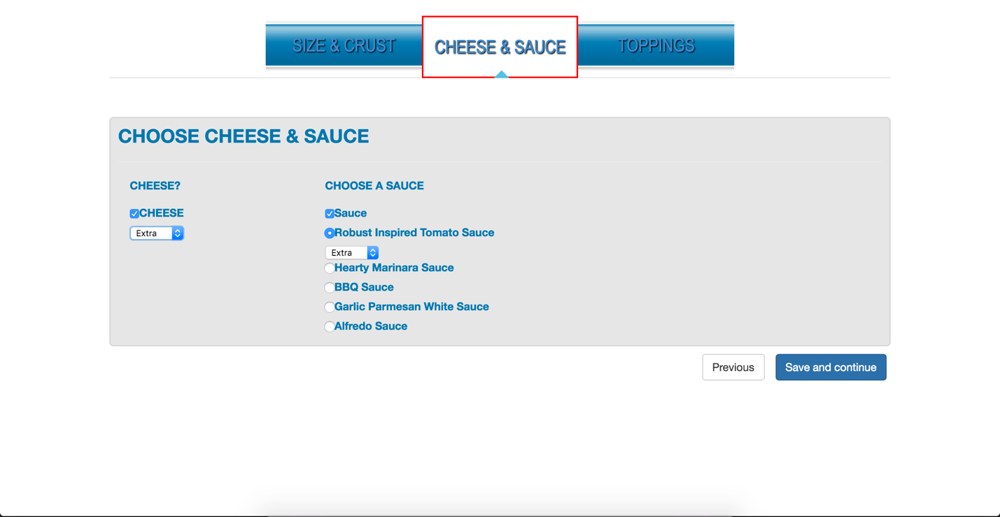 SIZE & CRUST CHEESE & SAUCE TOPPINGS
CHOOSE CHEESE & SAUCE
CHEESE?
CHEESE
Extra
CHOOSE A SAUCE
Sauce
Robust Inspired Tomato Sauce
Extra
Hearty Marinara Sauce
BBQ Sauce
Garlic Parmesan White Sauce
Alfredo Sauce
Previous Save and continue